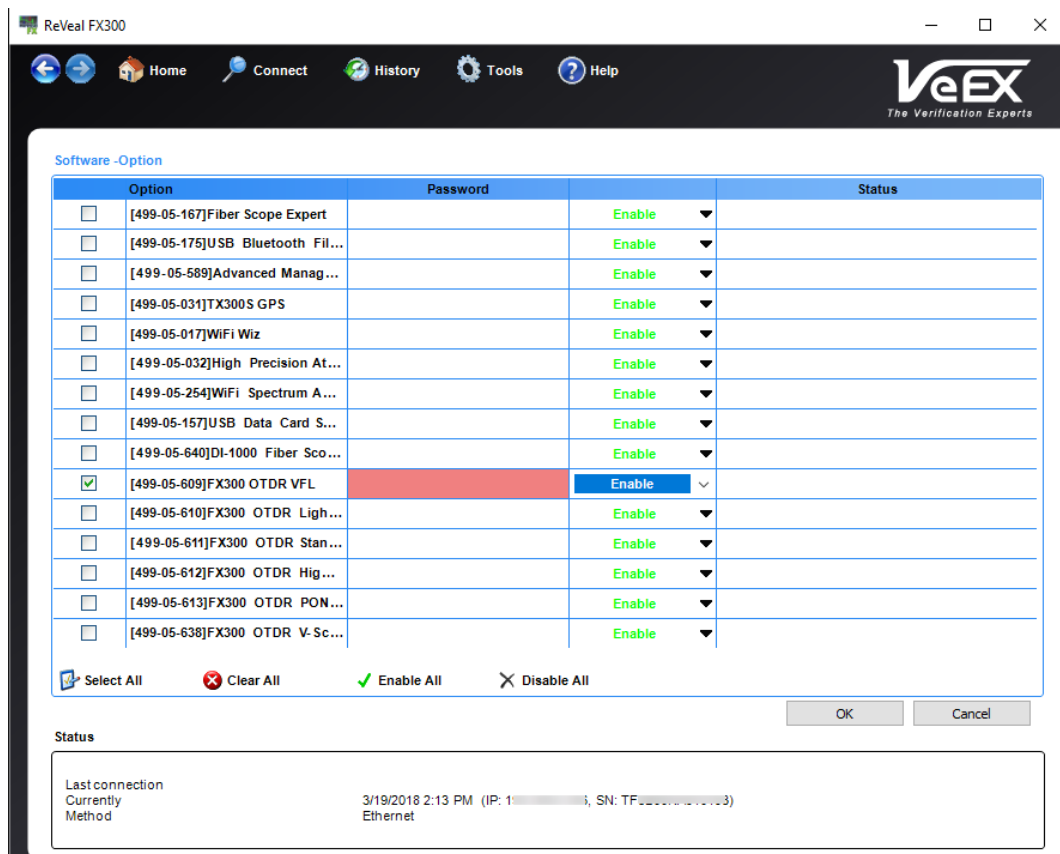 ReVeal FX300
Home Connect History Tools ? Help
VeEX
The Verification Experts
Software -Option
Option Password Status
[499-05-167]Fiber Scope Expert Enable
[499-05-175]USB Bluetooth Fil... Enable
[499-05-589]Advanced Manag... Enable
[499-05-031]TX300S GPS Enable
[499-05-017]WiFi Wiz Enable
[499-05-032]High Precision At... Enable
[499-05-254]WiFi Spectrum A... Enable
[499-05-157]USB Data Card S... Enable
[499-05-640]DI-1000 Fiber Sco... Enable
[499-05-609]FX300 OTDR VFL Enable
[499-05-610]FX300 OTDR Ligh... Enable
[499-05-611]FX300 OTDR Stan... Enable
[499-05-612]FX300 OTDR Hig... Enable
[499-05-613]FX300 OTDR PON... Enable
[499-05-638]FX300 OTDR V-Sc... Enable
Select All Clear All Enable All Disable All
OK Cancel
Status
Last connection
Currently 3/19/2018 2:13 PM (IP: SN:
Method Ethernet